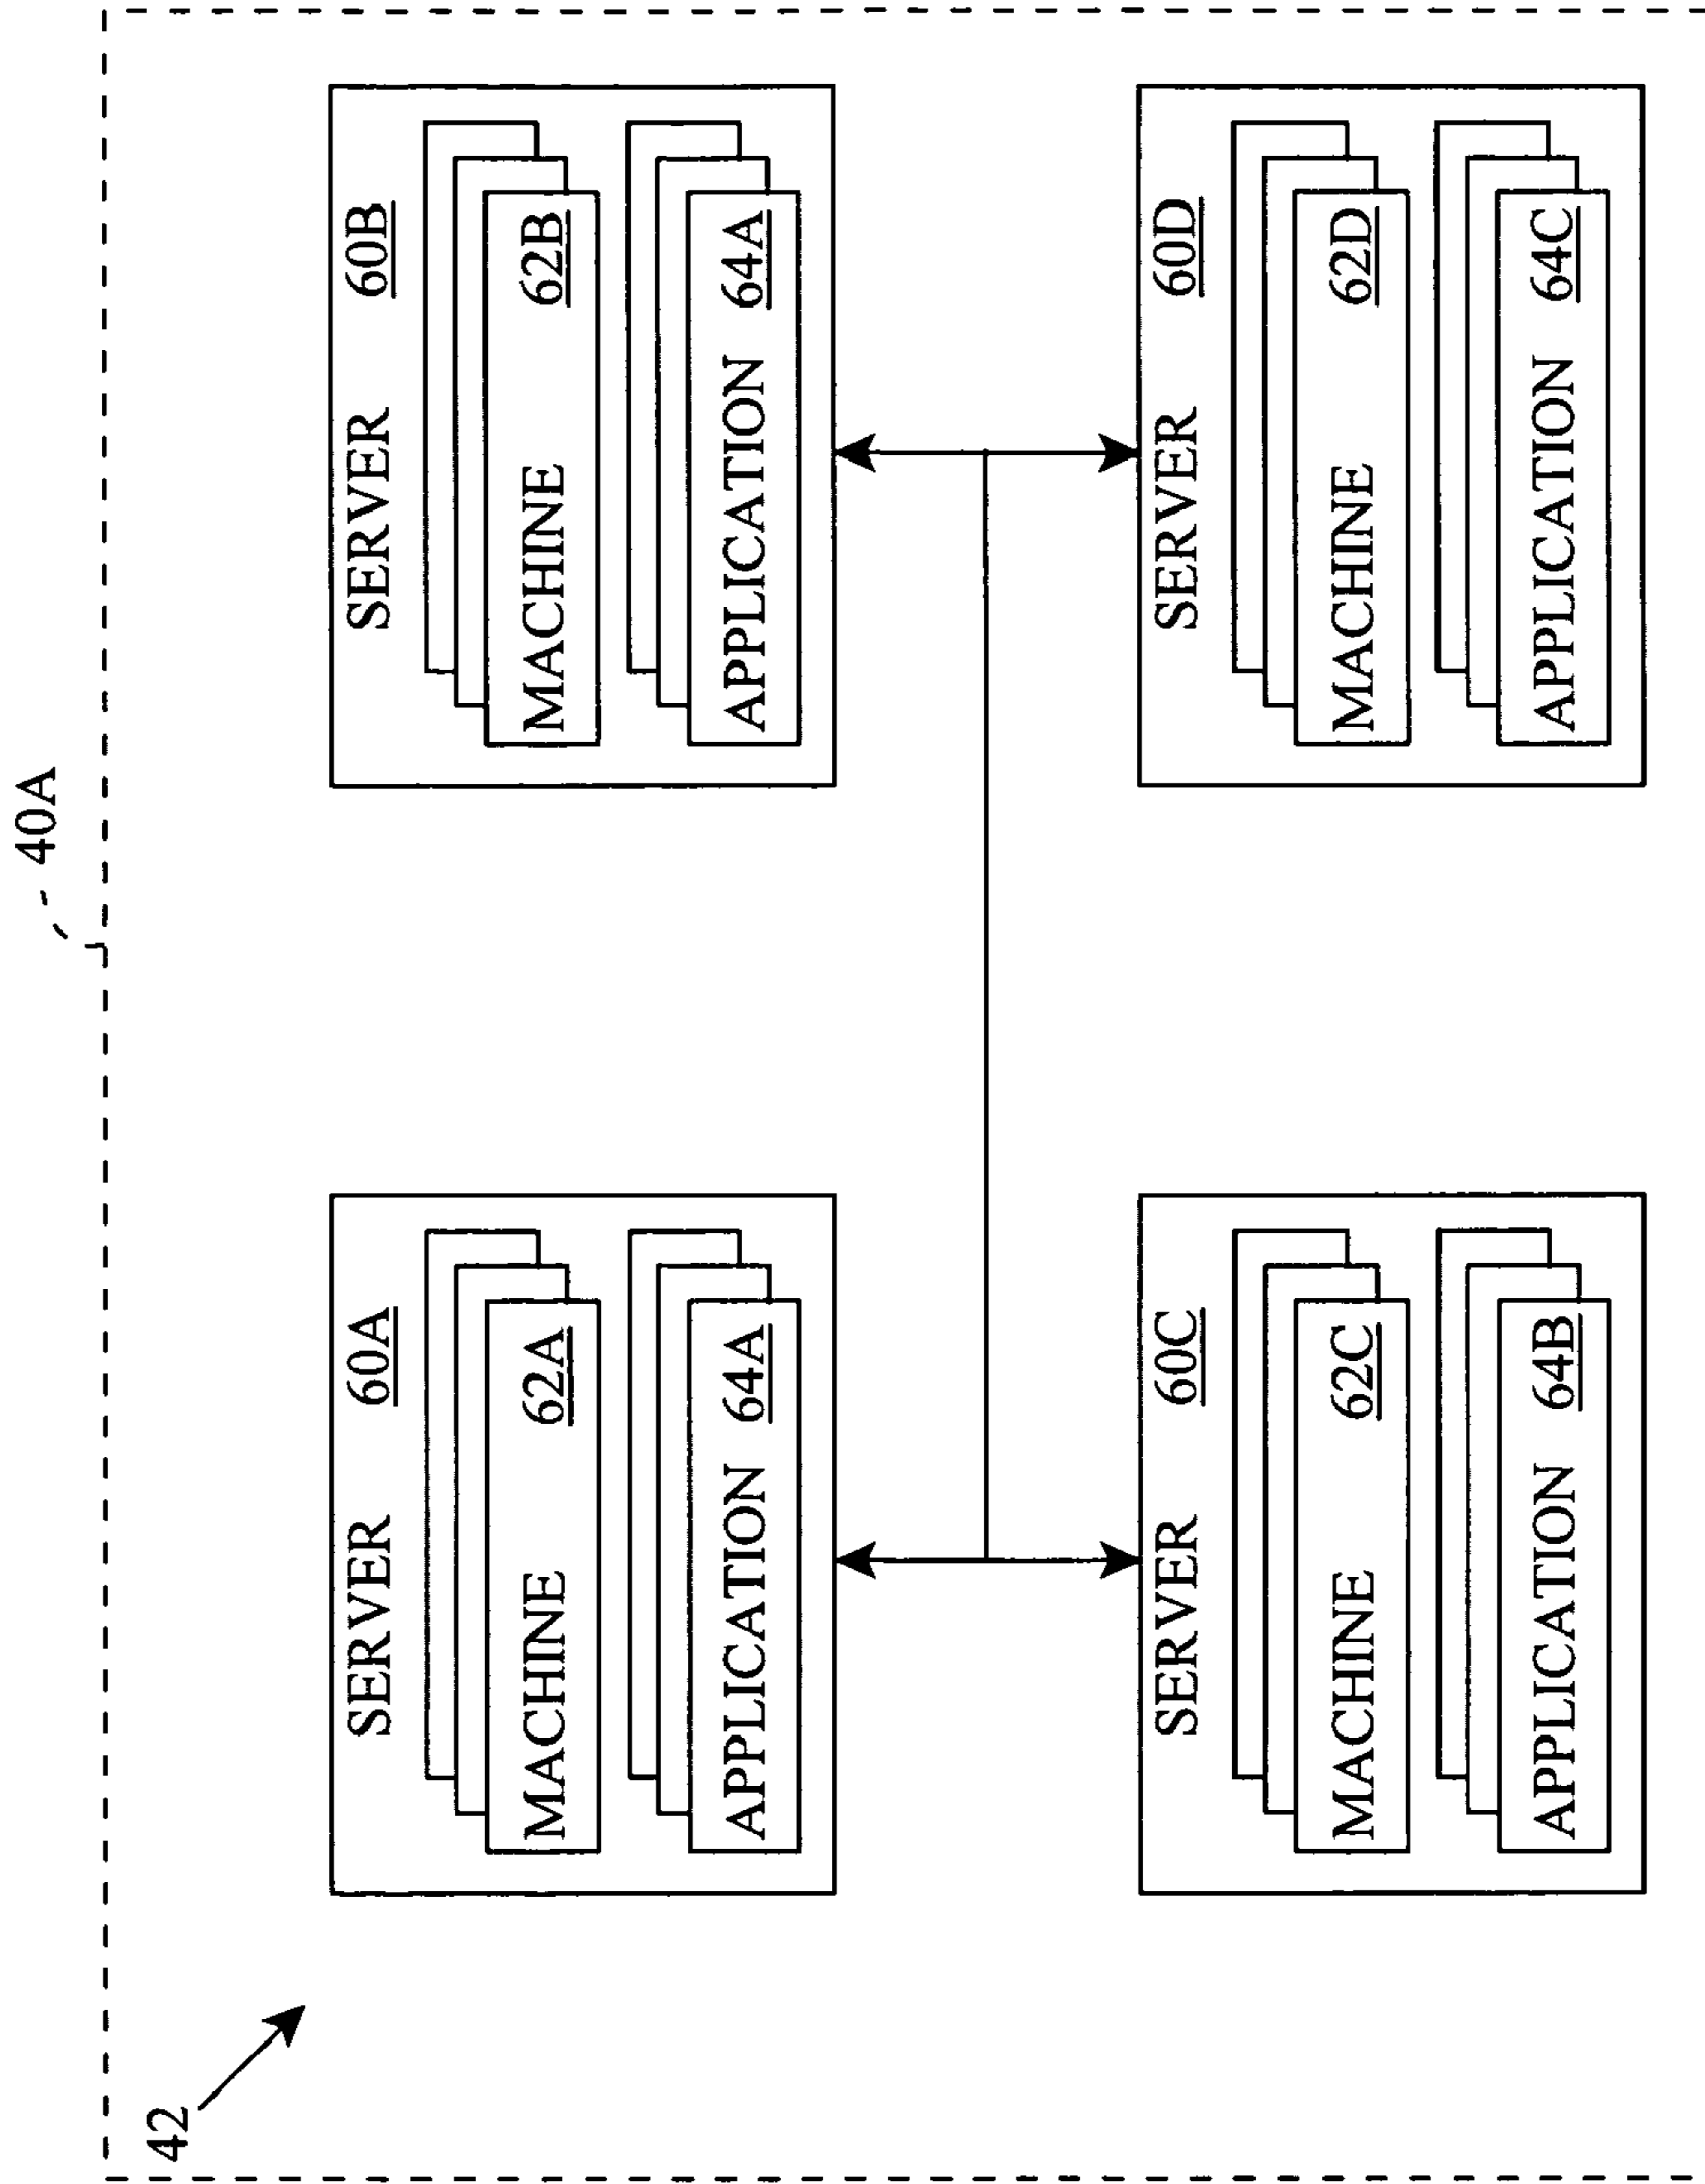 40A
42
SERVER 60A
MACHINE 62A
APPLICATION 64A
SERVER 60B
MACHINE 62B
APPLICATION 64A
SERVER 60C
MACHINE 62C
APPLICATION 64B
SERVER 60D
MACHINE 62D
APPLICATION 64C